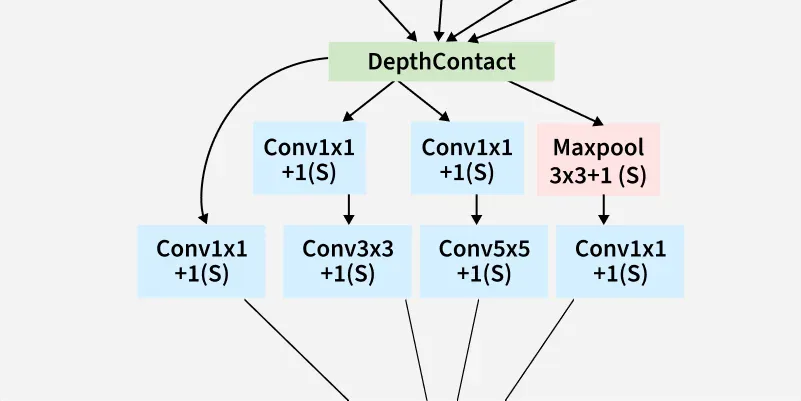 DepthContact
Conv1x1
+1(S)
Conv1x1
+1(S)
Maxpool
3x3+1 (S)
Conv1x1
+1(S)
Conv3x3
+1(S)
Conv5x5
+1(S)
Conv1x1
+1(S)